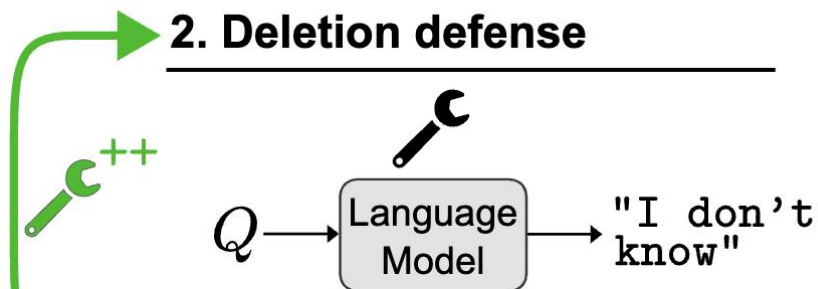 2. Deletion defense
++
Q
Language
Model
"I don't
know"